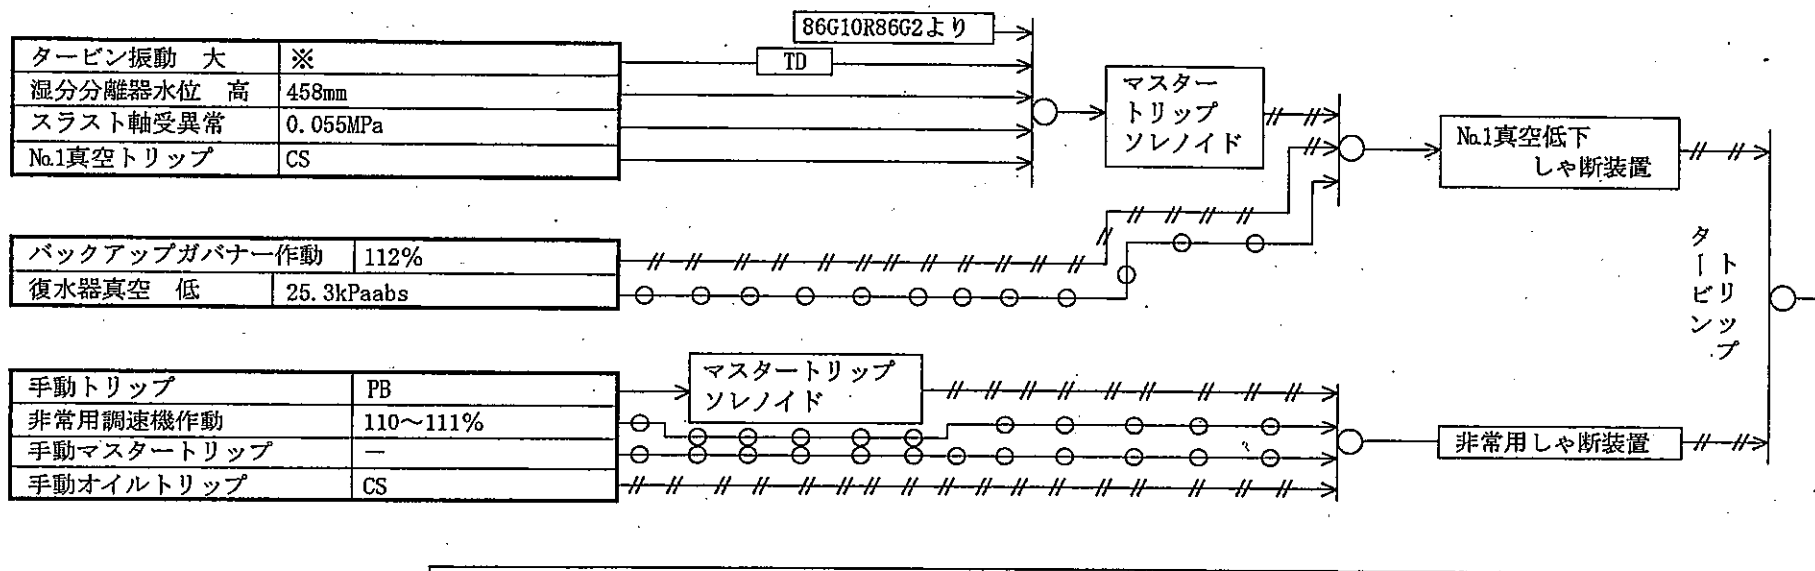 86G1OR86G2より
タービン振動 大 ※
TD
湿分分離器水位 高 458mm
スラスト軸受異常 0.055MPa
No.1真空トリップ CS
マスター
トリップ
ソレノイド
No.1真空低下
しゃ断装置
バックアップガバナー作動 112%
復水器真空 低 25.3kPaabs
タービン
トリップ
手動トリップ PB
マスタートリップ
ソレノイド
非常用調速機作動 110～111%
手動マスタートリップ －
手動オイルトリップ CS
非常用しゃ断装置